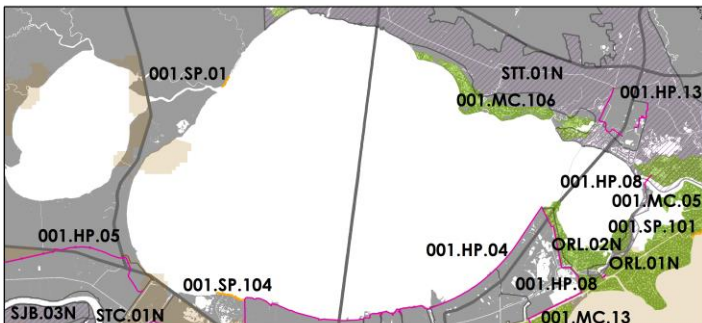 001.SP.01
STT.01N
001.HP.13
001.MC.106
001.HP.08
001.MC.05
001.SP.101
001.HP.05
001.HP.04
ORL.02N
ORL.01N
001.SP.104
001.HP.08
SJB.03N
STC.01N
001.MC.13